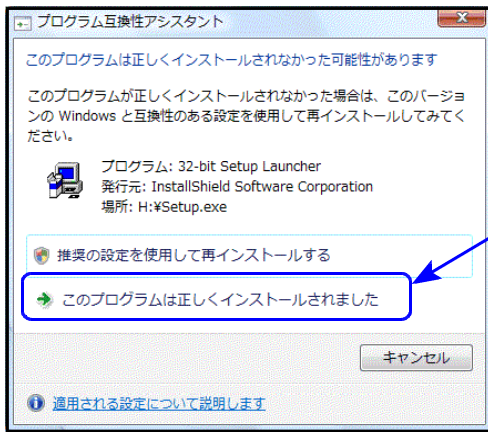 プログラム互換性アシスタント
このプログラムは正しくインストールされなかった可能性があります
このプログラムが正しくインストールされなかった場合は、このバージョ
ンの Windows と互換性のある設定を使用して再インストールしてみてく
ださい。
プログラム: 32-bit Setup Launcher
発行元: InstallShield Software Corporation
場所: H:¥Setup.exe
推奨の設定を使用して再インストールする
このプログラムは正しくインストールされました
キャンセル
適用される設定について説明します